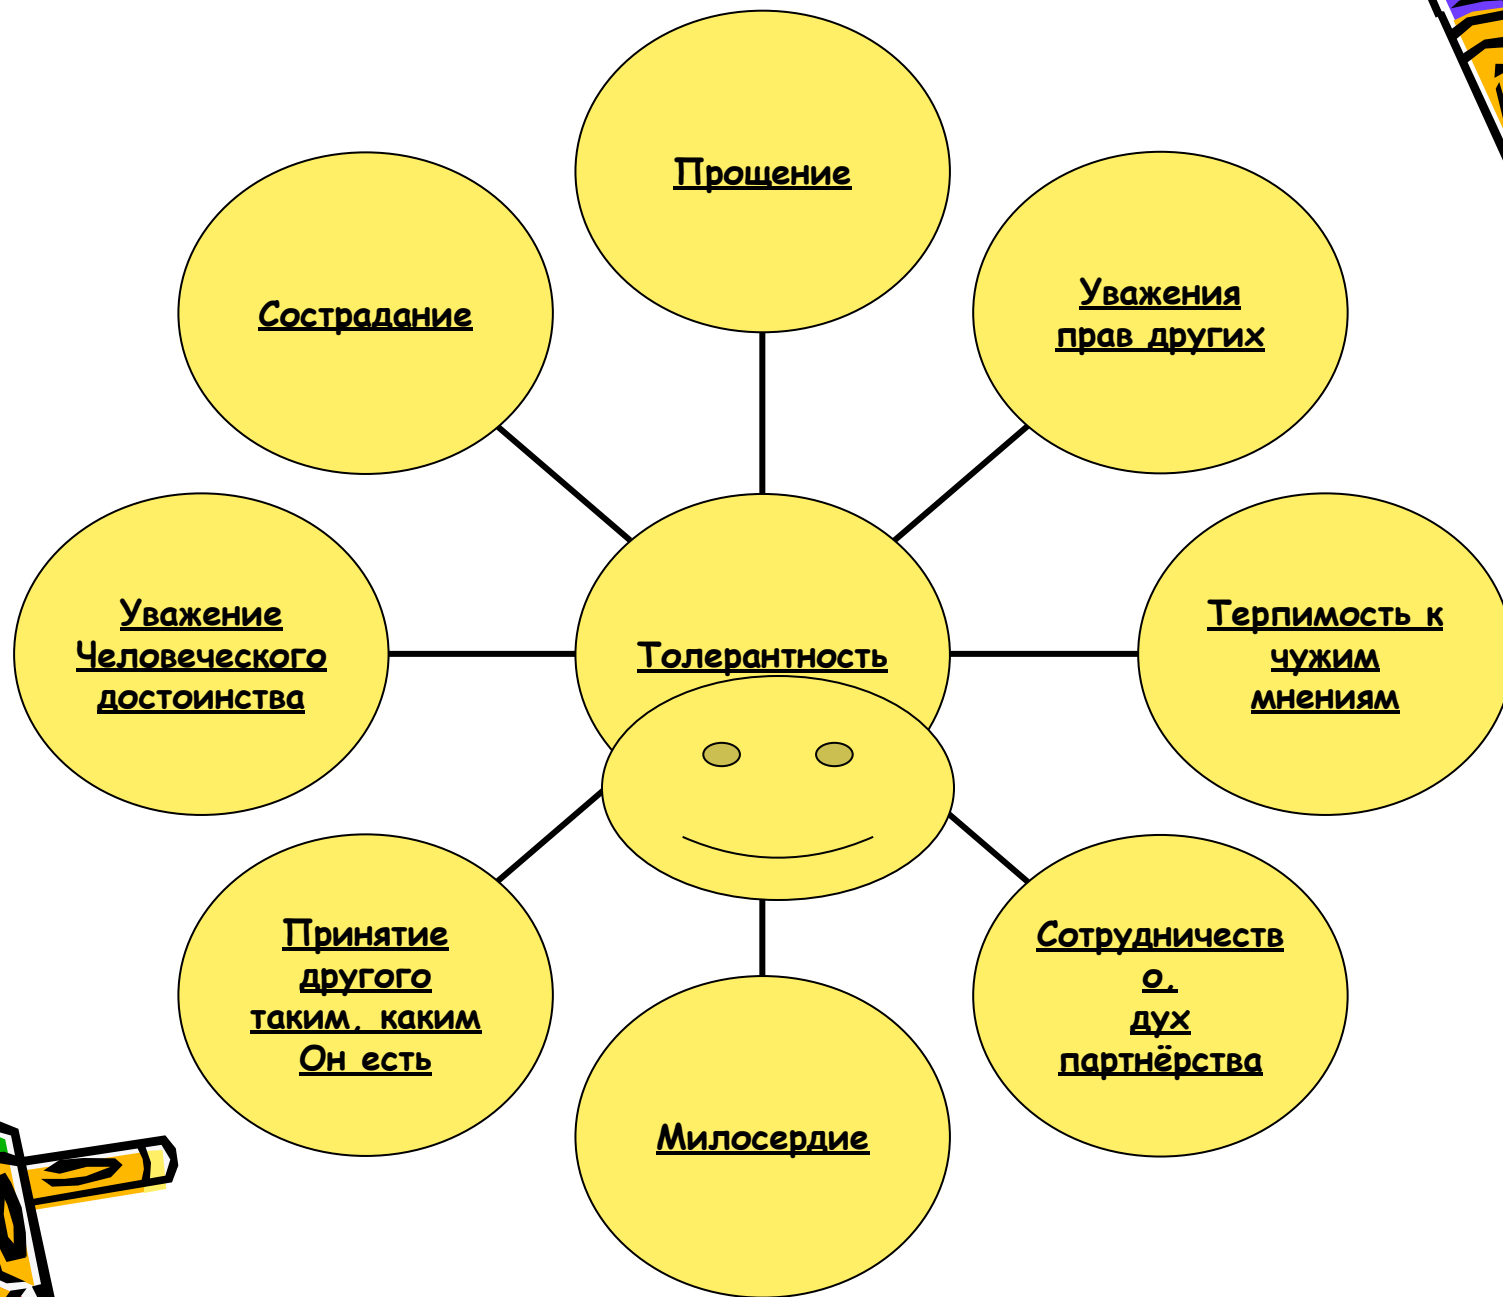 Прощение
Сострадание
Уважения
прав других
Уважение
Человеческого
достоинства
Толерантность
Терпимость к
чужим
мнениям
Принятие
другого
таким, каким
Он есть
Сотрудничеств
о,
дух
партнёрства
Милосердие